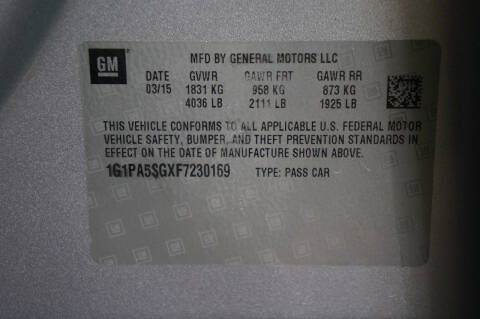 GM
MFD BY GENERAL MOTORS LLC
DATE GVWR GAWR FRT GAWR RR
03/15 1831 KG 958 KG 873 KG
4036 LB 2111 LB 1925 LB
THIS VEHICLE CONFORMS TO ALL APPLICABLE U.S. FEDERAL MOTOR
VEHICLE SAFETY, BUMPER, AND THEFT PREVENTION STANDARDS IN
EFFECT ON THE DATE OF MANUFACTURE SHOWN ABOVE.
1G1PA5SGXF7230169 TYPE: PASS CAR